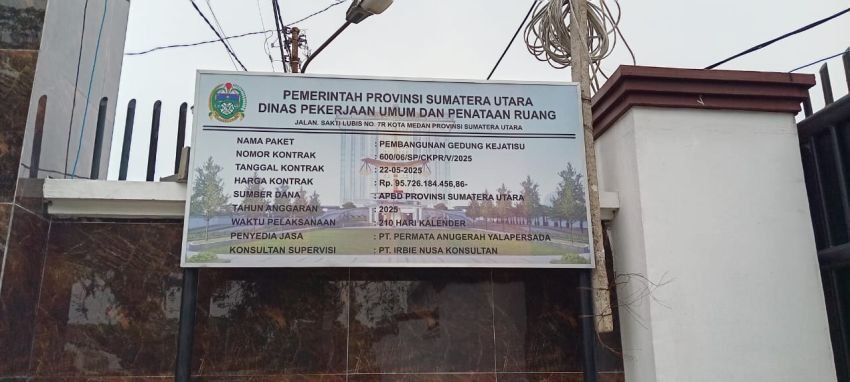 PEMERINTAH PROVINSI SUMATERA UTARA
DINAS PEKERJAAN UMUM DAN PENATAAN RUANG
JALAN. SAKTI LUBIS NO. 7R KOTA MEDAN PROVINSI SUMATERA UTARA
NAMA PAKET : PEMBANGUNAN GEDUNG KEJATISU
NOMOR KONTRAK : 600/06/SP/CKPR/V/2025
TANGGAL KONTRAK : 22-05-2025
HARGA KONTRAK : Rp. 95.726.184.456,86-
SUMBER DANA : APBD PROVINSI SUMATERA UTARA
TAHUN ANGGARAN : 2025
WAKTU PELAKSANAAN : 210 HARI KALENDER
PENYEDIA JASA : PT. PERMATA ANUGERAH YALAPERSADA
KONSULTAN SUPERVISI : PT. IRBIE NUSA KONSULTAN